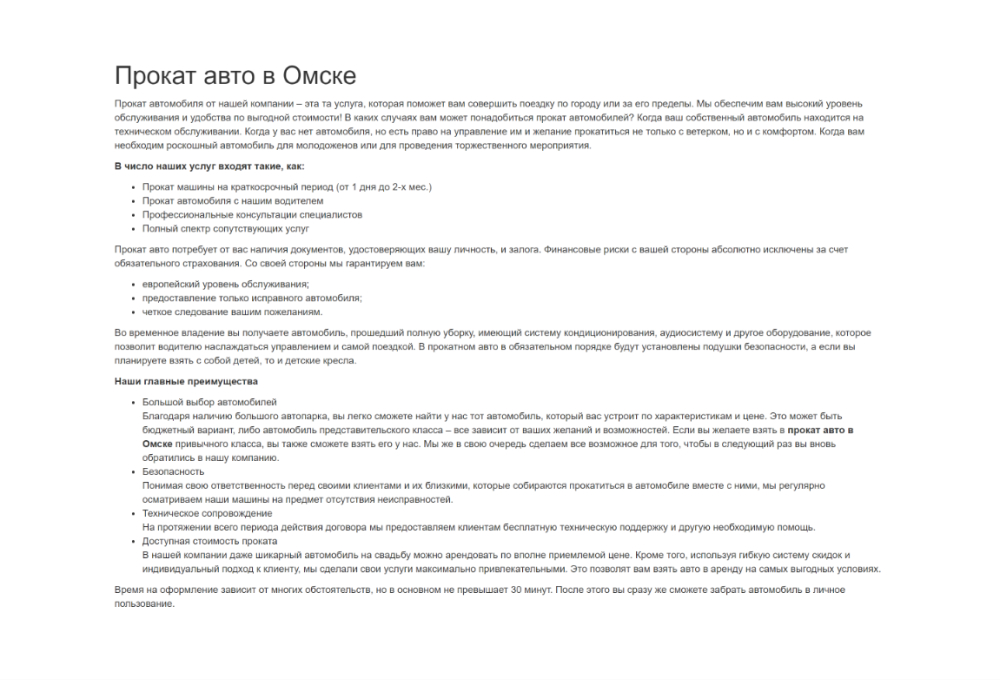 Прокат авто в Омске
Прокат автомобиля от нашей компании – эта та услуга, которая поможет вам совершить поездку по городу или за его пределы. Мы обеспечим вам высокий уровень
обслуживания и удобства по выгодной стоимости! В каких случаях вам может понадобиться прокат автомобилей? Когда ваш собственный автомобиль находится на
техническом обслуживании. Когда у вас нет автомобиля, но есть право на управление им и желание прокатиться не только с ветерком, но и с комфортом. Когда вам
необходим роскошный автомобиль для молодоженов или для проведения торжественного мероприятия.
В число наших услуг входят такие, как:
• Прокат машины на краткосрочный период (от 1 дня до 2-х мес.)
• Прокат автомобиля с нашим водителем
• Профессиональные консультации специалистов
• Полный спектр сопутствующих услуг
Прокат авто потребует от вас наличия документов, удостоверяющих вашу личность, и залога. Финансовые риски с вашей стороны абсолютно исключены за счет
обязательного страхования. Со своей стороны мы гарантируем вам:
• европейский уровень обслуживания;
• предоставление только исправного автомобиля;
• четкое следование вашим пожеланиям.
Во временное владение вы получаете автомобиль, прошедший полную уборку, имеющий систему кондиционирования, аудиосистему и другое оборудование, которое
позволит водителю наслаждаться управлением и самой поездкой. В прокатном авто в обязательном порядке будут установлены подушки безопасности, а если вы
планируете взять с собой детей, то и детские кресла.
Наши главные преимущества
• Большой выбор автомобилей
Благодаря наличию большого автопарка, вы легко сможете найти у нас тот автомобиль, который вас устроит по характеристикам и цене. Это может быть
бюджетный вариант, либо автомобиль представительского класса – все зависит от ваших желаний и возможностей. Если вы желаете взять в прокат авто в
Омске привычного класса, вы также сможете взять его у нас. Мы же в свою очередь сделаем все возможное для того, чтобы в следующий раз вы вновь
обратились в нашу компанию.
• Безопасность
Понимая свою ответственность перед своими клиентами и их близкими, которые собираются прокатиться в автомобиле вместе с ними, мы регулярно
осматриваем наши машины на предмет отсутствия неисправностей.
• Техническое сопровождение
На протяжении всего периода действия договора мы предоставляем клиентам бесплатную техническую поддержку и другую необходимую помощь.
• Доступная стоимость проката
В нашей компании даже шикарный автомобиль на свадьбу можно арендовать по вполне приемлемой цене. Кроме того, используя гибкую систему скидок и
индивидуальный подход к клиенту, мы сделали свои услуги максимально привлекательными. Это позволят вам взять авто в аренду на самых выгодных условиях.
Время на оформление зависит от многих обстоятельств, но в основном не превышает 30 минут. После этого вы сразу же сможете забрать автомобиль в личное
пользование.